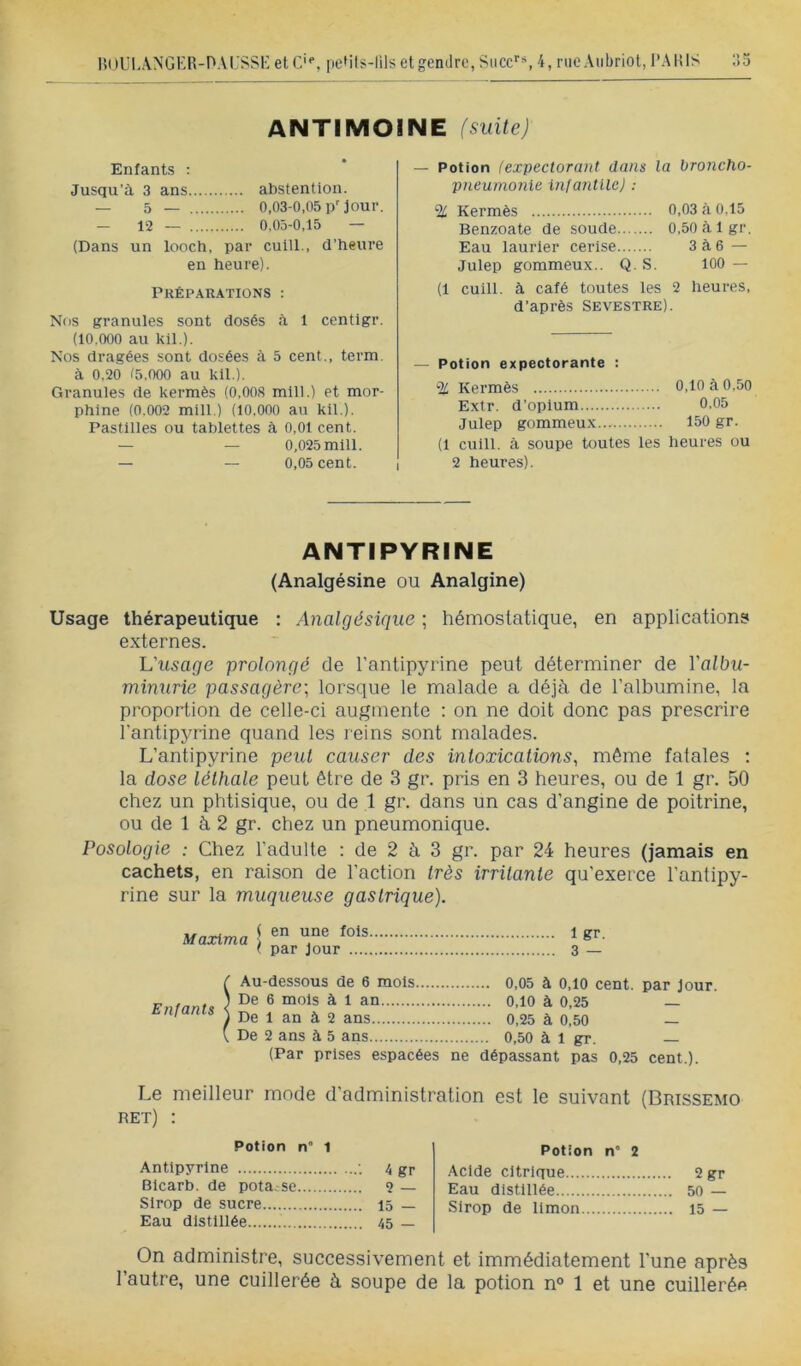 BOULANGER-DAUSSE et Cie, petits-fils et gendre, Succrs, 4, rue Aubriot, PARIS 35
ANTIMOINE (suite)
Enfants :
Jusqu'à 3 ans........... abstention.
— 5 — ........... 0,03-0,05 pr jour.
— 12 — ........... 0,05-0,15 —
(Dans un looch, par cuill., d'heure
en heure).
PRÉPARATIONS :
Nos granules sont dosés à 1 centigr.
(10.000 au kil.).
Nos dragées sont dosées à 5 cent., term.
à 0,20 (5.000 au kil.).
Granules de kermès (0,008 mill.) et mor-
phine (0.002 mill.) (10.000 au kil.).
Pastilles ou tablettes à 0,01 cent.
— — 0,025 mill.
— — 0,05 cent.
— Potion (expectorant dans la broncho-
pneumonie infantile) :
♃ Kermès ...................... 0,03 à 0,15
Benzoate de soude....... 0,50 à 1 gr.
Eau laurier cerise....... 3 à 6 —
Julep gommeux.. Q. S. 100 —
(1 cuill. à café toutes les 2 heures,
d'après SEVESTRE).
— Potion expectorante :
♃ Kermès ...................... 0,10 à 0.50
Extr. d'opium................ 0,05
Julep gommeux............. 150 gr.
(1 cuill. à soupe toutes les heures ou
2 heures).
ANTIPYRINE
(Analgésine ou Analgine)
Usage thérapeutique : Analgésique ; hémostatique, en applications
externes.
L'usage prolongé de l'antipyrine peut déterminer de l'albu-
minurie passagère; lorsque le malade a déjà de l'albumine, la
proportion de celle-ci augmente : on ne doit donc pas prescrire
l'antipyrine quand les reins sont malades.
L'antipyrine peut causer des intoxications, même fatales :
la dose léthale peut être de 3 gr. pris en 3 heures, ou de 1 gr. 50
chez un phtisique, ou de 1 gr. dans un cas d'angine de poitrine,
ou de 1 à 2 gr. chez un pneumonique.
Posologie : Chez l'adulte : de 2 à 3 gr. par 24 heures (jamais en
cachets, en raison de l'action très irritante qu'exerce l'antipy-
rine sur la muqueuse gastrique).
Maxima { en une fois................................ 1 gr.
par jour ................................ 3 —
Enfants { Au-dessous de 6 mois............. 0,05 à 0,10 cent. par jour.
De 6 mois à 1 an................... 0,10 à 0,25 —
De 1 an à 2 ans..................... 0,25 à 0,50 —
De 2 ans à 5 ans.................... 0,50 à 1 gr. —
(Par prises espacées ne dépassant pas 0,25 cent.).
Le meilleur mode d'administration est le suivant (BRISSEMO
RET) :
Potion n° 1
Antipyrine ..................... 4 gr
Bicarb. de potasse............. 2 —
Sirop de sucre.................. 15 —
Eau distillée..................... 45 —
Potion n° 2
Acide citrique................... 2 gr
Eau distillée..................... 50 —
Sirop de limon................. 15 —
On administre, successivement et immédiatement l'une après
l'autre, une cuillerée à soupe de la potion n° 1 et une cuillerée